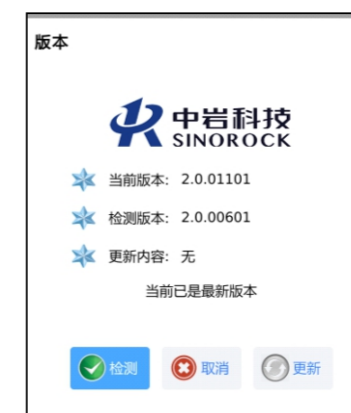 版本
中岩科技
SINOROCK
当前版本: 2.0.01101
检测版本: 2.0.00601
更新内容: 无
当前已是最新版本
检测 取消 更新